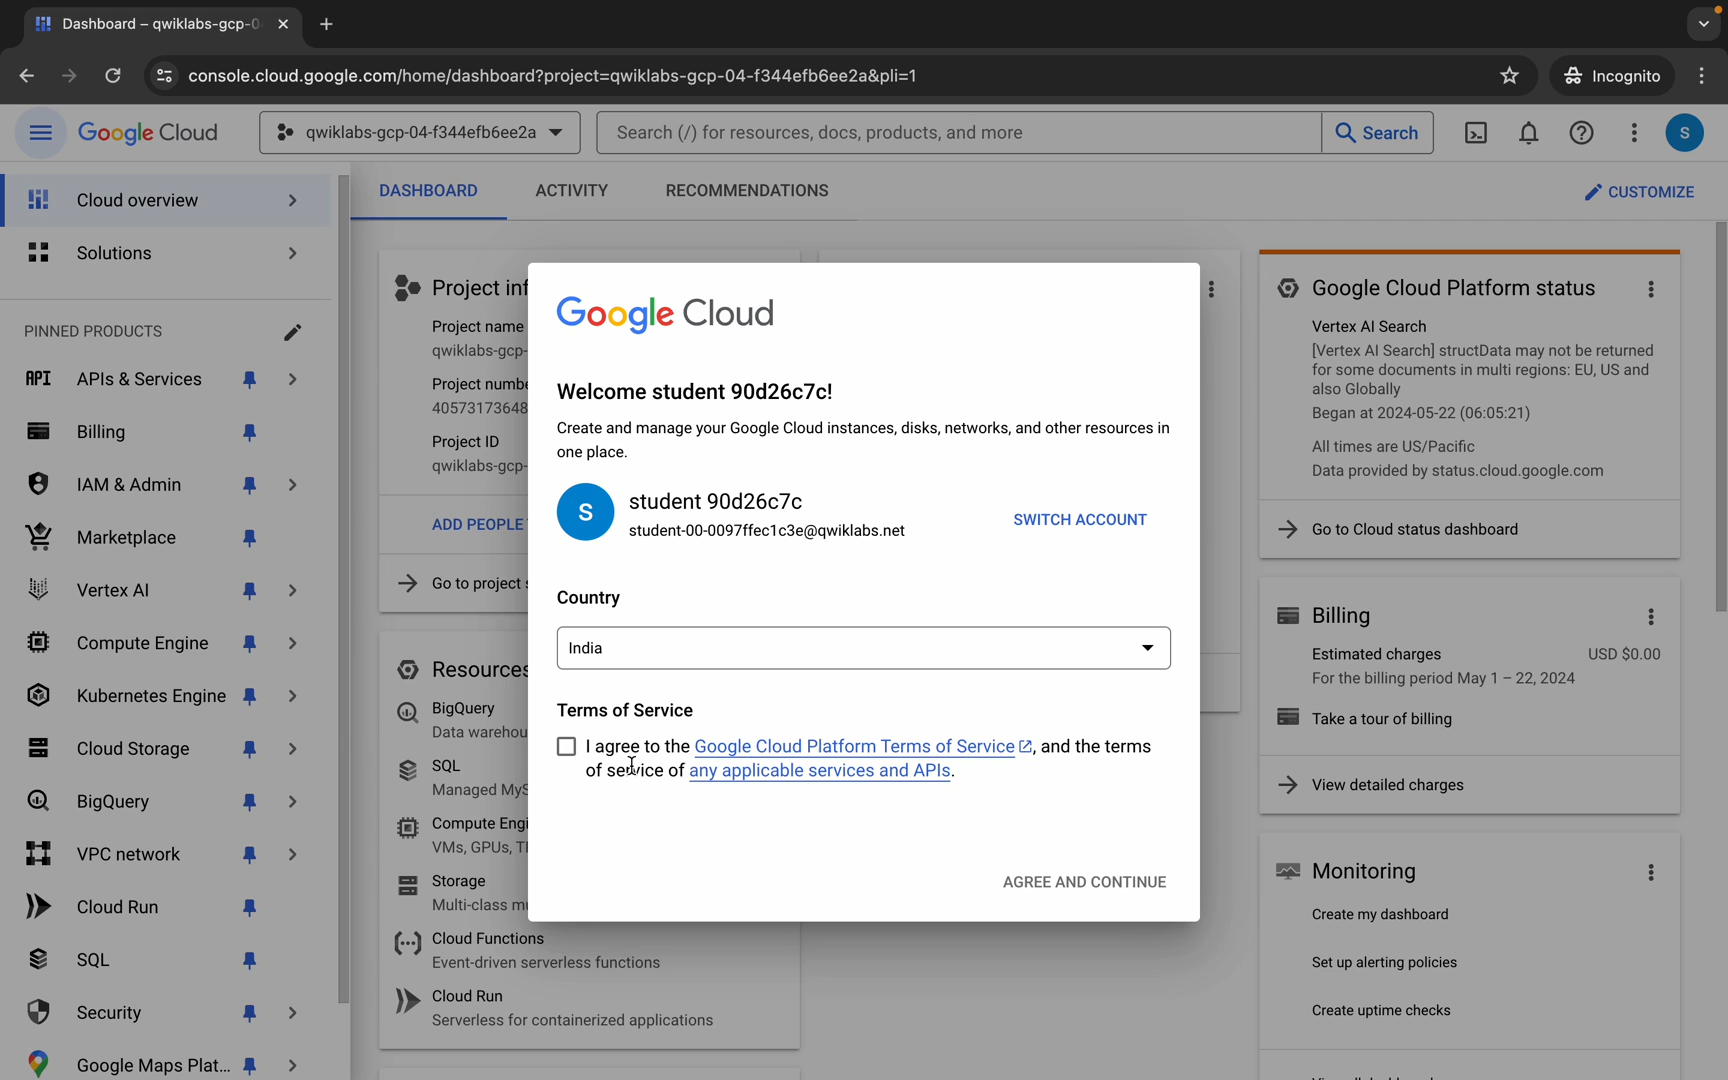 Dashboard – qwiklabs-gcp-0
console.cloud.google.com/home/dashboard?project=qwiklabs-gcp-04-f344efb6ee2a&pli=1
Incognito
Google Cloud
qwiklabs-gcp-04-f344efb6ee2a
Search (/) for resources, docs, products, and more
Search
S
Cloud overview
Solutions
PINNED PRODUCTS
API APIs & Services
Billing
IAM & Admin
Marketplace
Vertex AI
Compute Engine
Kubernetes Engine
Cloud Storage
BigQuery
VPC network
Cloud Run
SQL
Security
Google Maps Plat...
DASHBOARD
ACTIVITY
RECOMMENDATIONS
CUSTOMIZE
Project inf
Project name
qwiklabs-gcp-
Project numbe
40573173648
Project ID
qwiklabs-gcp-
ADD PEOPLE
Go to project s
Resources
BigQuery
Data warehou
SQL
Managed MyS
Compute Engi
VMs, GPUs, T
Storage
Multi-class mu
Cloud Functions
Event-driven serverless functions
Cloud Run
Serverless for containerized applications
Google Cloud
Welcome student 90d26c7c!
Create and manage your Google Cloud instances, disks, networks, and other resources in
one place.
S
student 90d26c7c
student-00-0097ffec1c3e@qwiklabs.net
SWITCH ACCOUNT
Country
India
Terms of Service
I agree to the Google Cloud Platform Terms of Service, and the terms
of service of any applicable services and APIs.
AGREE AND CONTINUE
Google Cloud Platform status
Vertex AI Search
[Vertex AI Search] structData may not be returned
for some documents in multi regions: EU, US and
also Globally
Began at 2024-05-22 (06:05:21)
All times are US/Pacific
Data provided by status.cloud.google.com
Go to Cloud status dashboard
Billing
Estimated charges USD $0.00
For the billing period May 1 – 22, 2024
Take a tour of billing
View detailed charges
Monitoring
Create my dashboard
Set up alerting policies
Create uptime checks